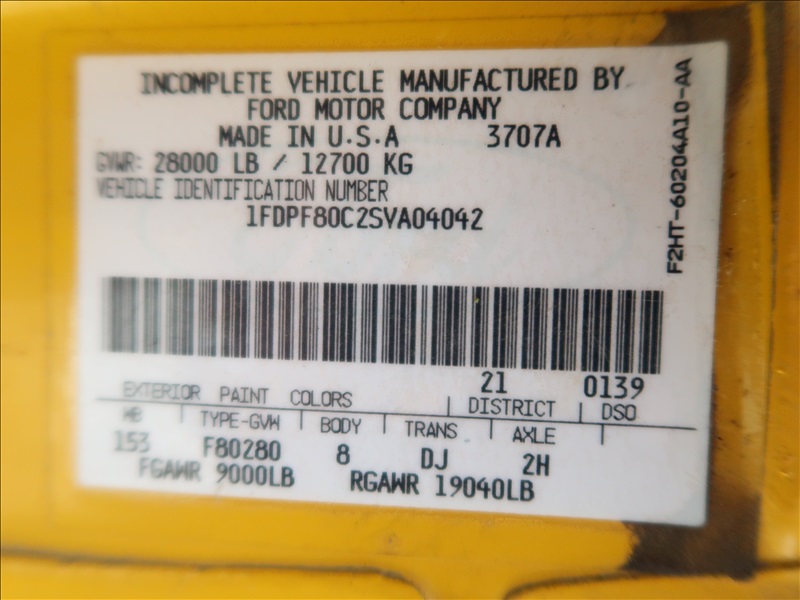 INCOMPLETE VEHICLE MANUFACTURED BY
FORD MOTOR COMPANY
MADE IN U.S.A 3707A
GVWR: 28000 LB / 12700 KG
VEHICLE IDENTIFICATION NUMBER
1FDPF80C2SVA04042
F2HT-60204A10-AA
21 0139
EXTERIOR PAINT COLORS DISTRICT DSO
WB TYPE-GVW BODY TRANS AXLE
153 F80280 8 DJ 2H
FGAWR 9000LB RGAWR 19040LB